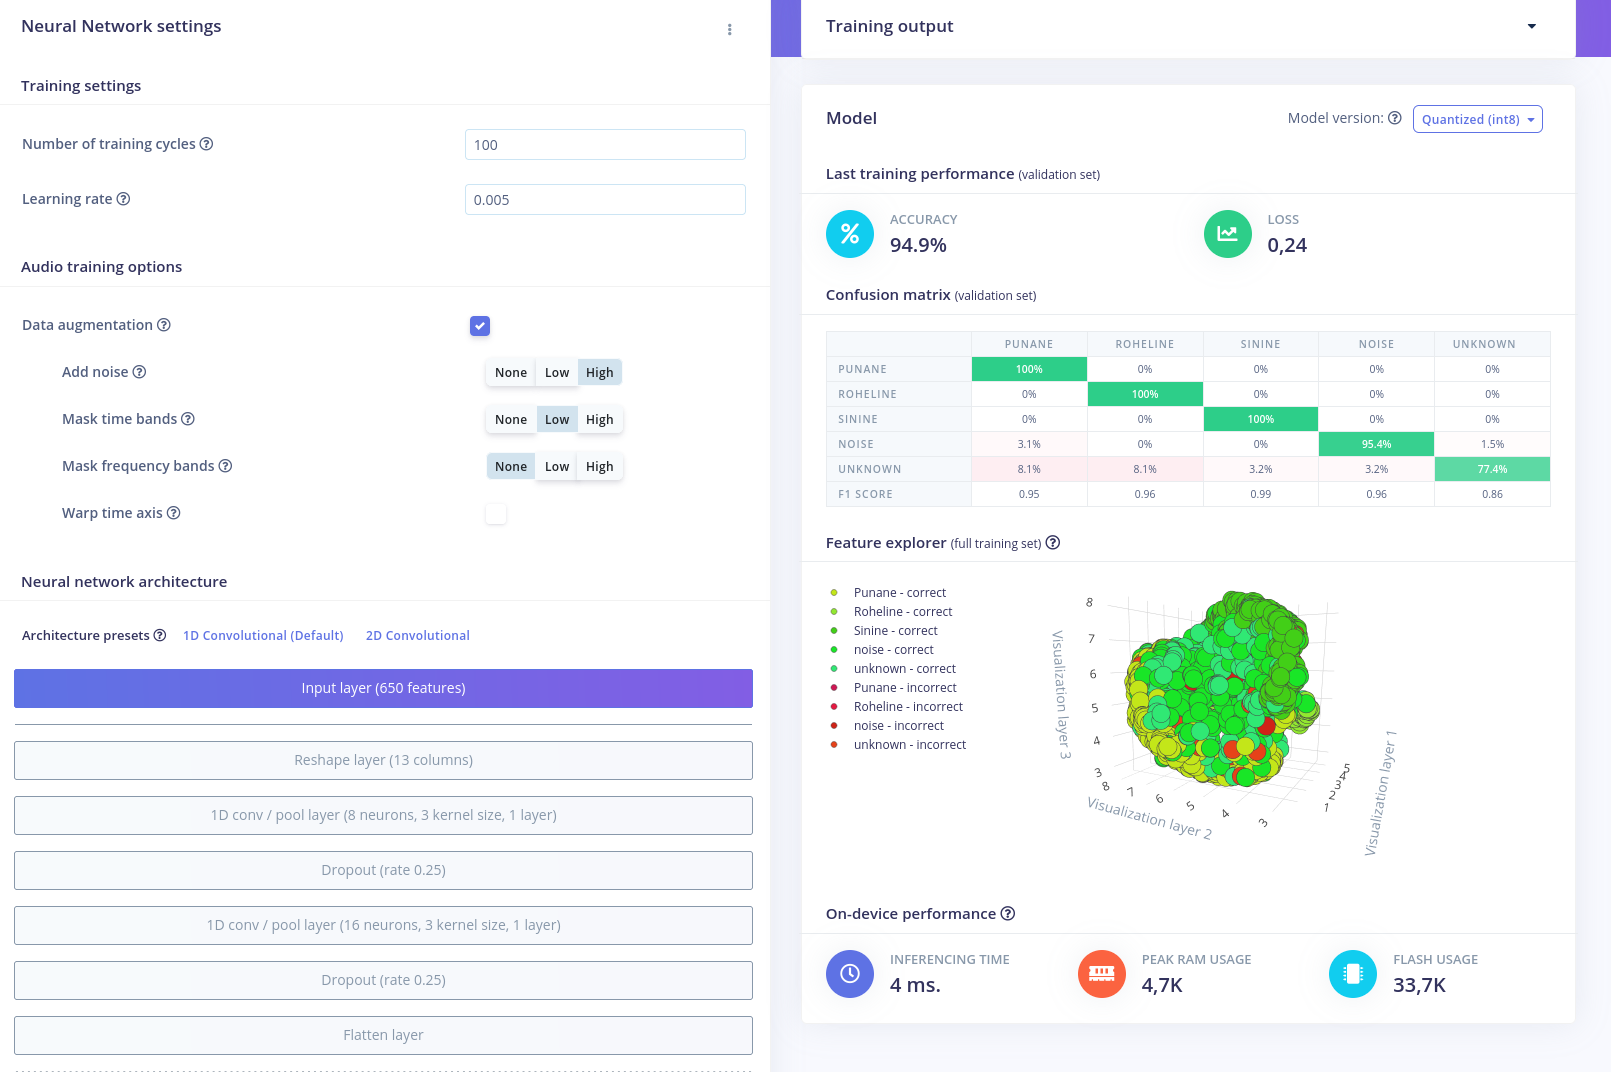 Neural Network settings
Training settings
Number of training cycles
100
Learning rate
0.005
Audio training options
Data augmentation
Add noise
None Low High
Mask time bands
None Low High
Mask frequency bands
None Low High
Warp time axis
Neural network architecture
Architecture presets 1D Convolutional (Default) 2D Convolutional
Input layer (650 features)
Reshape layer (13 columns)
1D conv / pool layer (8 neurons, 3 kernel size, 1 layer)
Dropout (rate 0.25)
1D conv / pool layer (16 neurons, 3 kernel size, 1 layer)
Dropout (rate 0.25)
Flatten layer
Training output
Model
Model version: Quantized (int8)
Last training performance (validation set)
ACCURACY
94.9%
LOSS
0,24
Confusion matrix (validation set)
PUNANE ROHELINE SININE NOISE UNKNOWN
PUNANE 100% 0% 0% 0% 0%
ROHELINE 0% 100% 0% 0% 0%
SININE 0% 0% 100% 0% 0%
NOISE 3.1% 0% 0% 95.4% 1.5%
UNKNOWN 8.1% 8.1% 3.2% 3.2% 77.4%
F1 SCORE 0.95 0.96 0.99 0.96 0.86
Feature explorer (full training set)
Punane - correct
Roheline - correct
Sinine - correct
noise - correct
unknown - correct
Punane - incorrect
Roheline - incorrect
noise - incorrect
unknown - incorrect
Visualization layer 3
8
7
6
5
4
3
Visualization layer 2
8 7 6 5 4 3
Visualization layer 1
5
4
3
2
1
On-device performance
INFERENCING TIME
4 ms.
PEAK RAM USAGE
4,7K
FLASH USAGE
33,7K